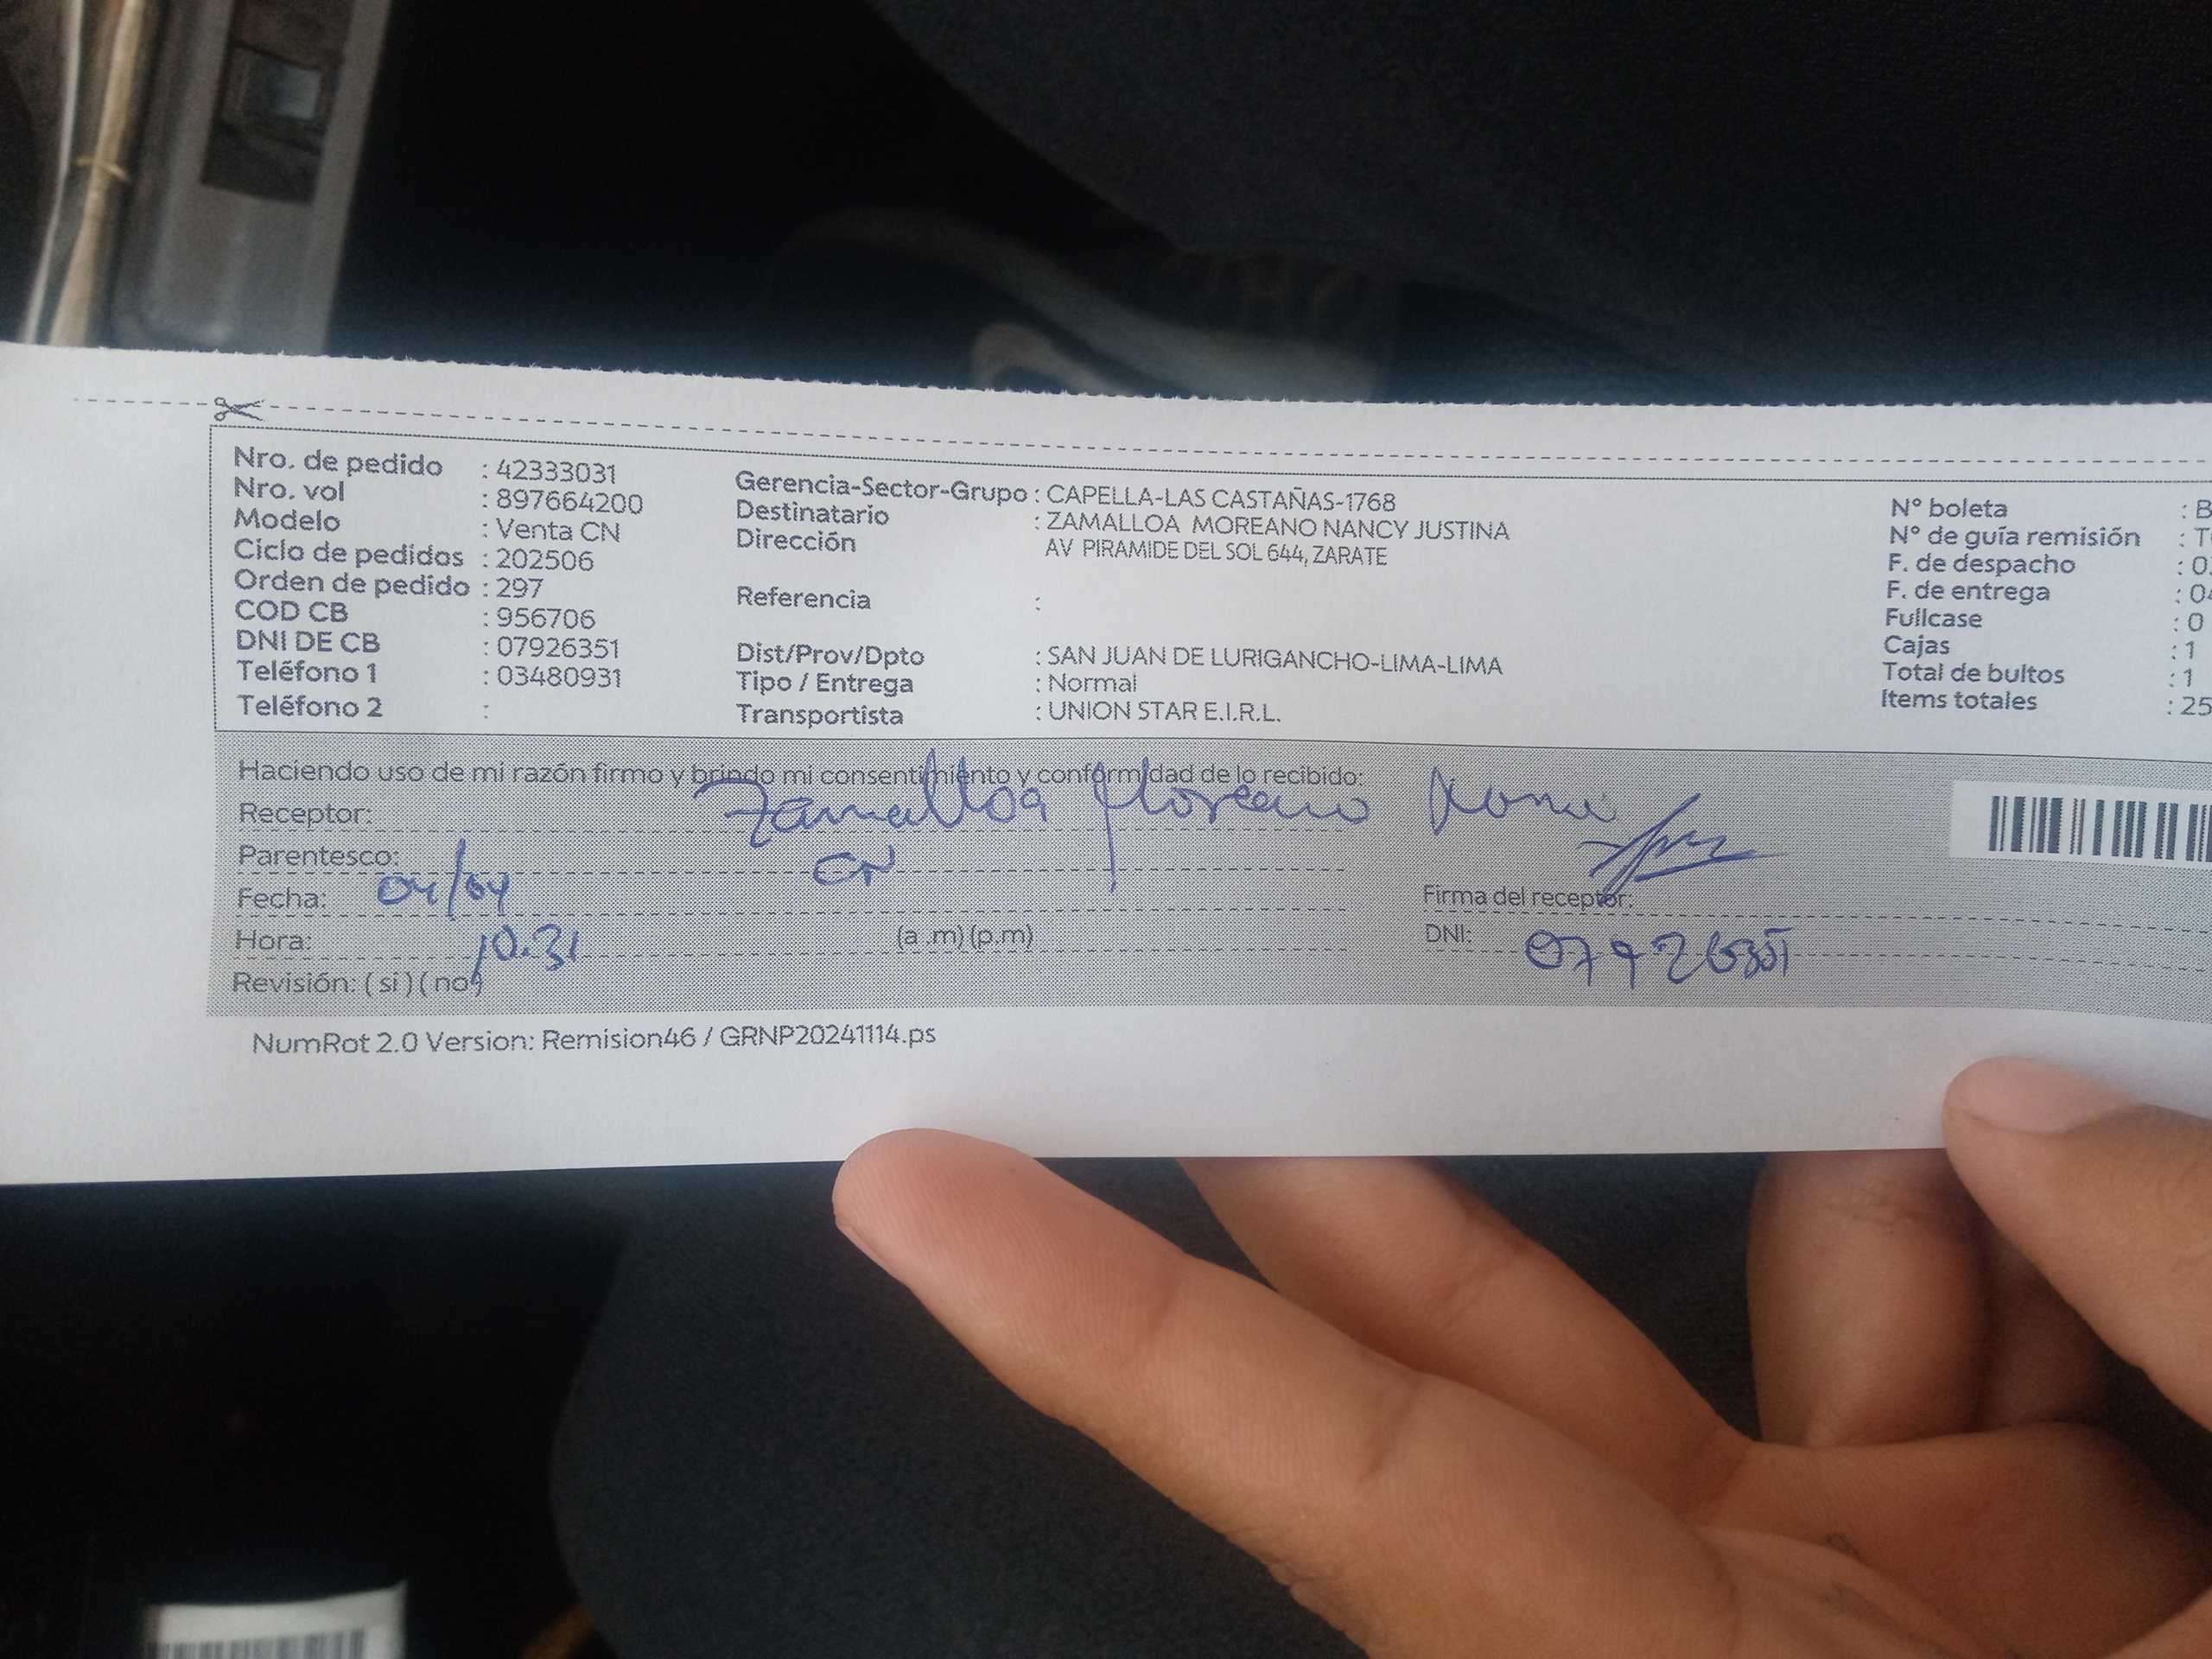 Nro. de pedido : 42333031
Nro. vol : 897664200
Modelo : Venta CN
Ciclo de pedidos : 202506
Orden de pedido : 297
COD CB : 956706
DNI DE CB : 07926351
Teléfono 1 : 03480931
Teléfono 2 :
Gerencia-Sector-Grupo : CAPELLA-LAS CASTAÑAS-1768
Destinatario : ZAMALLOA MOREANO NANCY JUSTINA
Dirección AV PIRAMIDE DEL SOL 644, ZARATE
Referencia :
Dist/Prov/Dpto : SAN JUAN DE LURIGANCHO-LIMA-LIMA
Tipo / Entrega : Normal
Transportista : UNION STAR E.I.R.L.
N° boleta : B
N° de guía remisión : T
F. de despacho : 0
F. de entrega : 04
Fullcase : 0
Cajas : 1
Total de bultos : 1
Items totales : 25
Haciendo uso de mi razón firmo y brindo mi consentimiento y conformidad de lo recibido:
Receptor: Zamalloa Moreano
Parentesco: CN
Fecha: 04/04
Hora: 10.31 (a .m) (p.m)
Revisión: ( si ) ( no )
Firma del receptor:
DNI: 07926351
NumRot 2.0 Version: Remision46 / GRNP20241114.ps